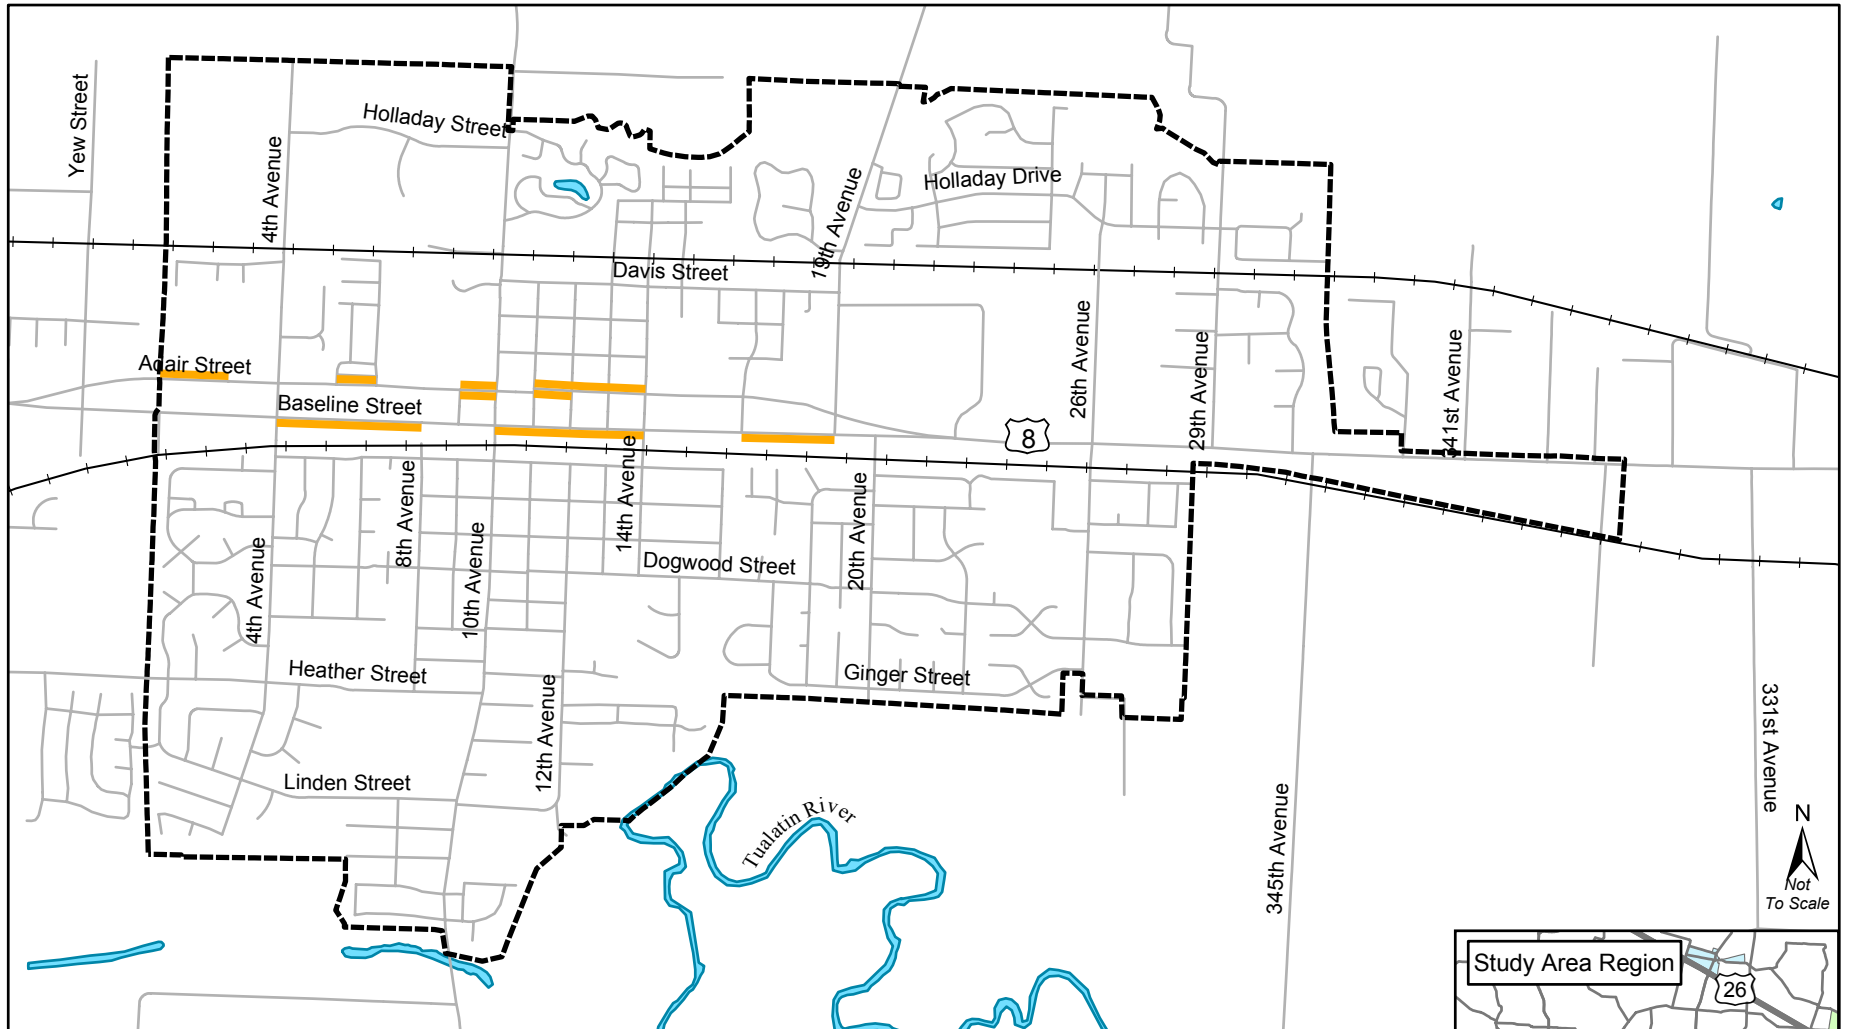 Yew Street
Holladay Street
4th Avenue
19th Avenue
Holladay Drive
Davis Street
Adair Street
Baseline Street
8
26th Avenue
29th Avenue
341st Avenue
8th Avenue
10th Avenue
14th Avenue
20th Avenue
Dogwood Street
4th Avenue
Heather Street
Ginger Street
12th Avenue
Linden Street
Tualatin River
345th Avenue
331st Avenue
N
Not
To Scale
Study Area Region
26